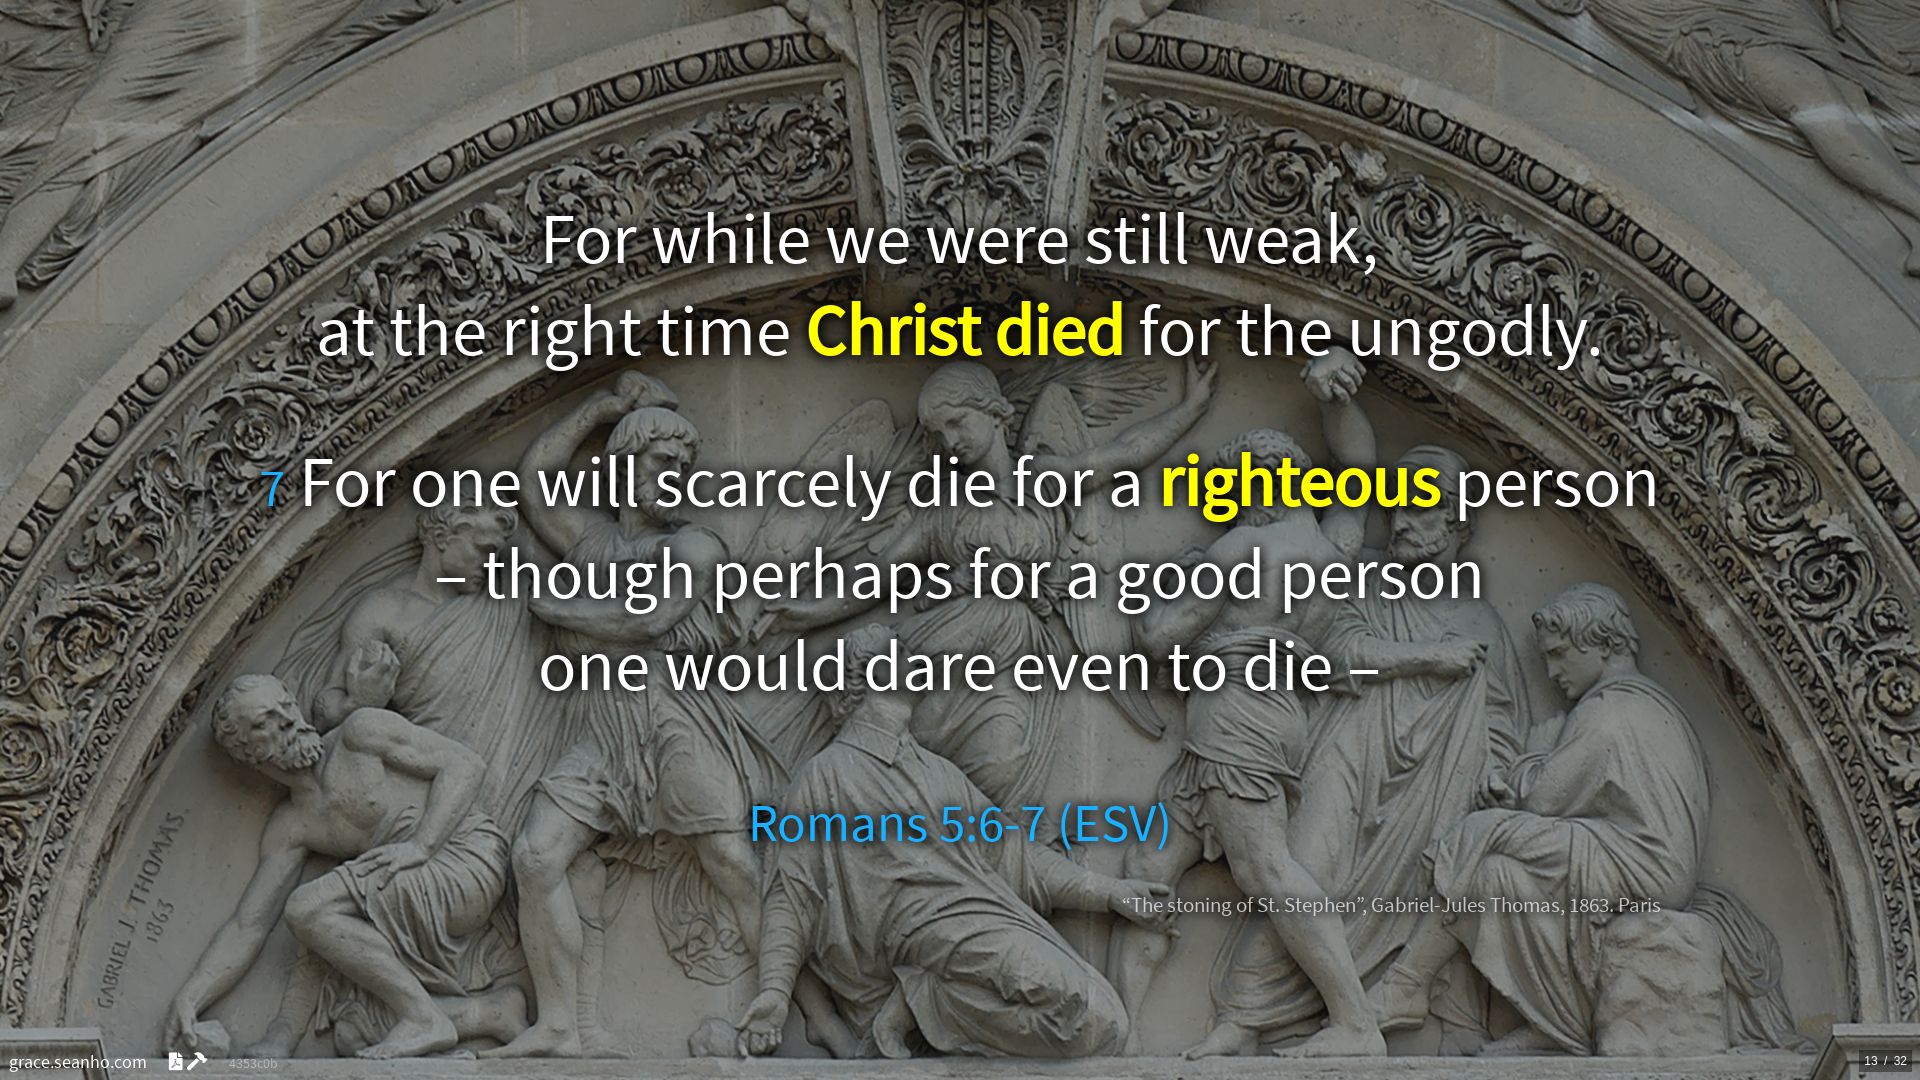 For while we were still weak,
at the right time Christ died for the ungodly.
7 For one will scarcely die for a righteous person
– though perhaps for a good person
one would dare even to die –
Romans 5:6-7 (ESV)
“The stoning of St. Stephen”, Gabriel-Jules Thomas, 1863. Paris
GABRIEL J. THOMAS.
1863
grace.seanho.com
4353c0b
13 / 32